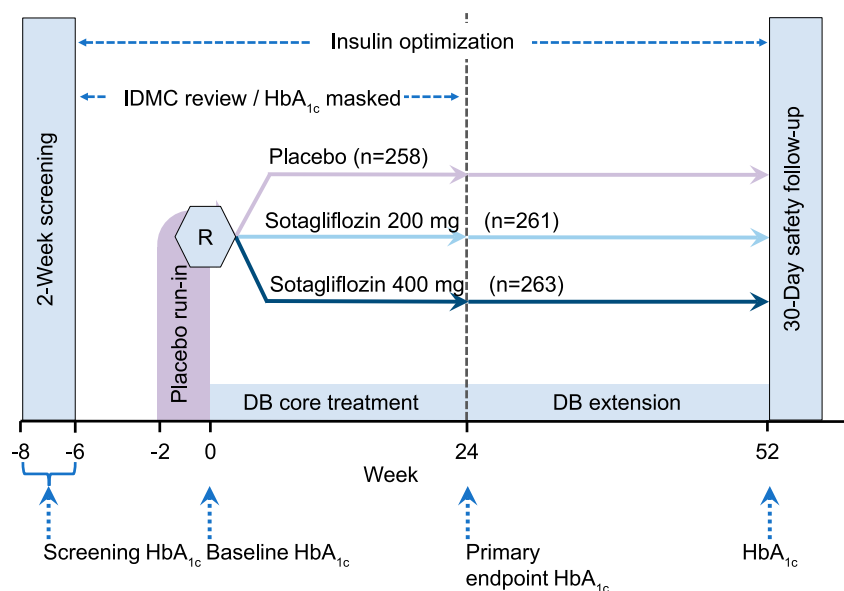 Insulin optimization
IDMC review / HbA1c masked
2-Week screening
Placebo (n=258)
R
Sotagliflozin 200 mg (n=261)
Sotagliflozin 400 mg (n=263)
Placebo run-in
30-Day safety follow-up
DB core treatment
DB extension
-8 -6 -2 0 24 52
Week
Screening HbA1c
Baseline HbA1c
Primary
endpoint HbA1c
HbA1c